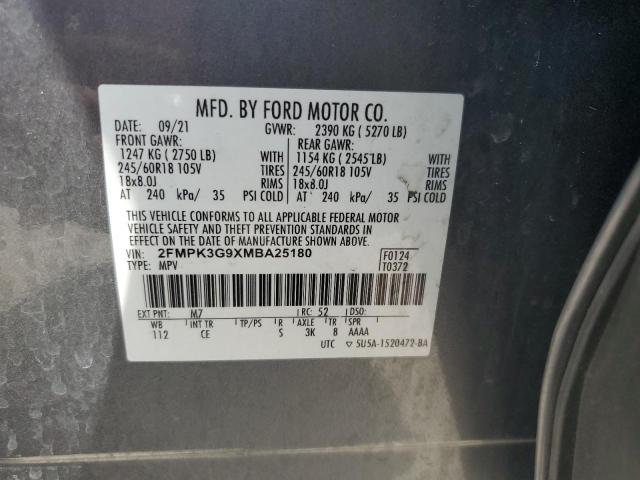 MFD. BY FORD MOTOR CO.
DATE: 09/21 GVWR: 2390 KG ( 5270 LB)
FRONT GAWR: REAR GAWR:
1247 KG ( 2750 LB) WITH 1154 KG ( 2545 LB) WITH
245/60R18 105V TIRES 245/60R18 105V TIRES
18x8.0J RIMS 18x8.0J RIMS
AT 240 kPa/ 35 PSI COLD AT 240 kPa/ 35 PSI COLD
THIS VEHICLE CONFORMS TO ALL APPLICABLE FEDERAL MOTOR
VEHICLE SAFETY AND THEFT PREVENTION STANDARDS IN
EFFECT ON THE DATE OF MANUFACTURE SHOWN ABOVE.
VIN: 2FMPK3G9XMBA25180 F0124
TYPE: MPV T0372
EXT PNT: M7 RC: 52 DSO:
WB INT TR TP/PS R AXLE TR SPR
112 CE S 3K 8 AAAA
UTC ▽ 5U5A-1520472-BA